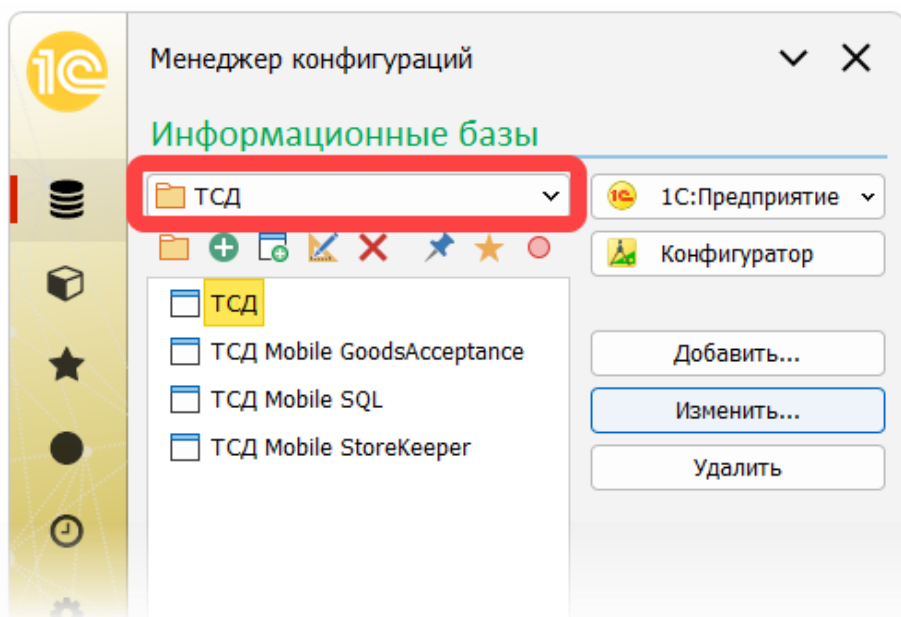 1С
Менеджер конфигураций
Информационные базы
ТСД
1С:Предприятие
Конфигуратор
ТСД
ТСД Mobile GoodsAcceptance
ТСД Mobile SQL
ТСД Mobile StoreKeeper
Добавить...
Изменить...
Удалить